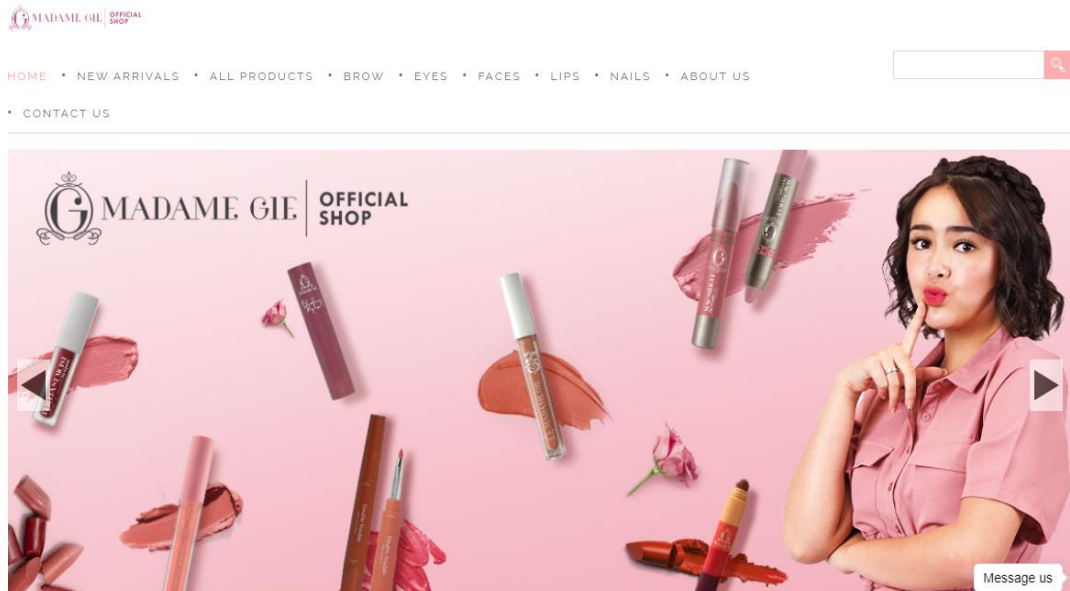 MADAME GIE OFFICIAL SHOP
HOME • NEW ARRIVALS • ALL PRODUCTS • BROW • EYES • FACES • LIPS • NAILS • ABOUT US
• CONTACT US
G MADAME GIE OFFICIAL SHOP
Message us